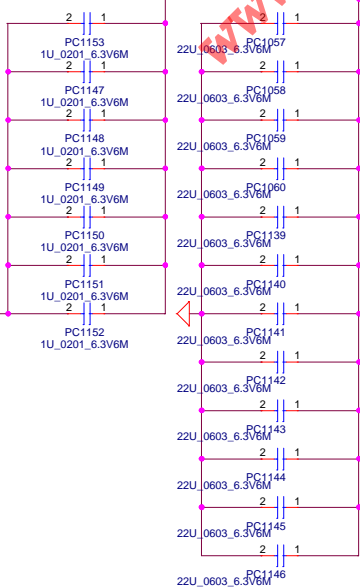 2 1
PC1153
1U_0201_6.3V6M
2 1
PC1147
1U_0201_6.3V6M
2 1
PC1148
1U_0201_6.3V6M
2 1
PC1149
1U_0201_6.3V6M
2 1
PC1150
1U_0201_6.3V6M
2 1
PC1151
1U_0201_6.3V6M
2 1
PC1152
1U_0201_6.3V6M
2 1
PC1057
22U_0603_6.3V6M
2 1
PC1058
22U_0603_6.3V6M
2 1
PC1059
22U_0603_6.3V6M
2 1
PC1060
22U_0603_6.3V6M
2 1
PC1139
22U_0603_6.3V6M
2 1
PC1140
22U_0603_6.3V6M
2 1
PC1141
22U_0603_6.3V6M
2 1
PC1142
22U_0603_6.3V6M
2 1
PC1143
22U_0603_6.3V6M
2 1
PC1144
22U_0603_6.3V6M
2 1
PC1145
22U_0603_6.3V6M
2 1
PC1146
22U_0603_6.3V6M